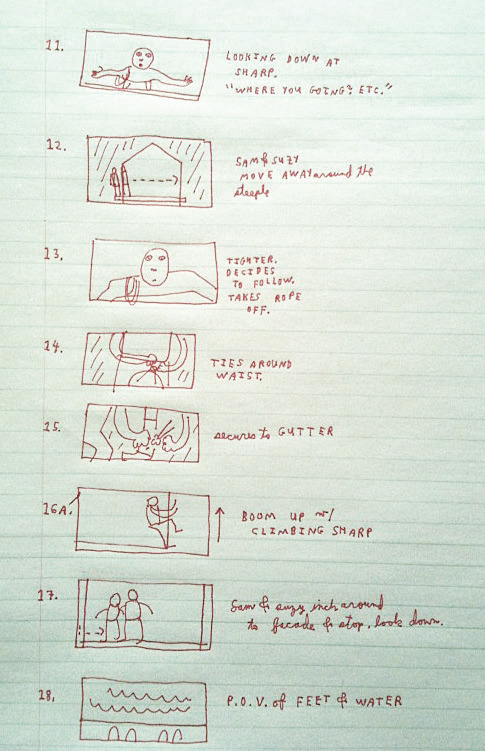 11.
LOOKING DOWN AT
SHARP.
"WHERE YOU GOING? ETC."
12.
SAM & SUZY
MOVE AWAY around the
steeple
13.
TIGHTER.
DECIDES
TO FOLLOW.
TAKES ROPE
OFF.
14.
TIES AROUND
WAIST.
15.
secures to GUTTER
16A.
BOOM UP w/
CLIMBING SHARP
17.
Sam & suzy inch around
to facade & stop, look down.
18.
P.O.V. of FEET & WATER